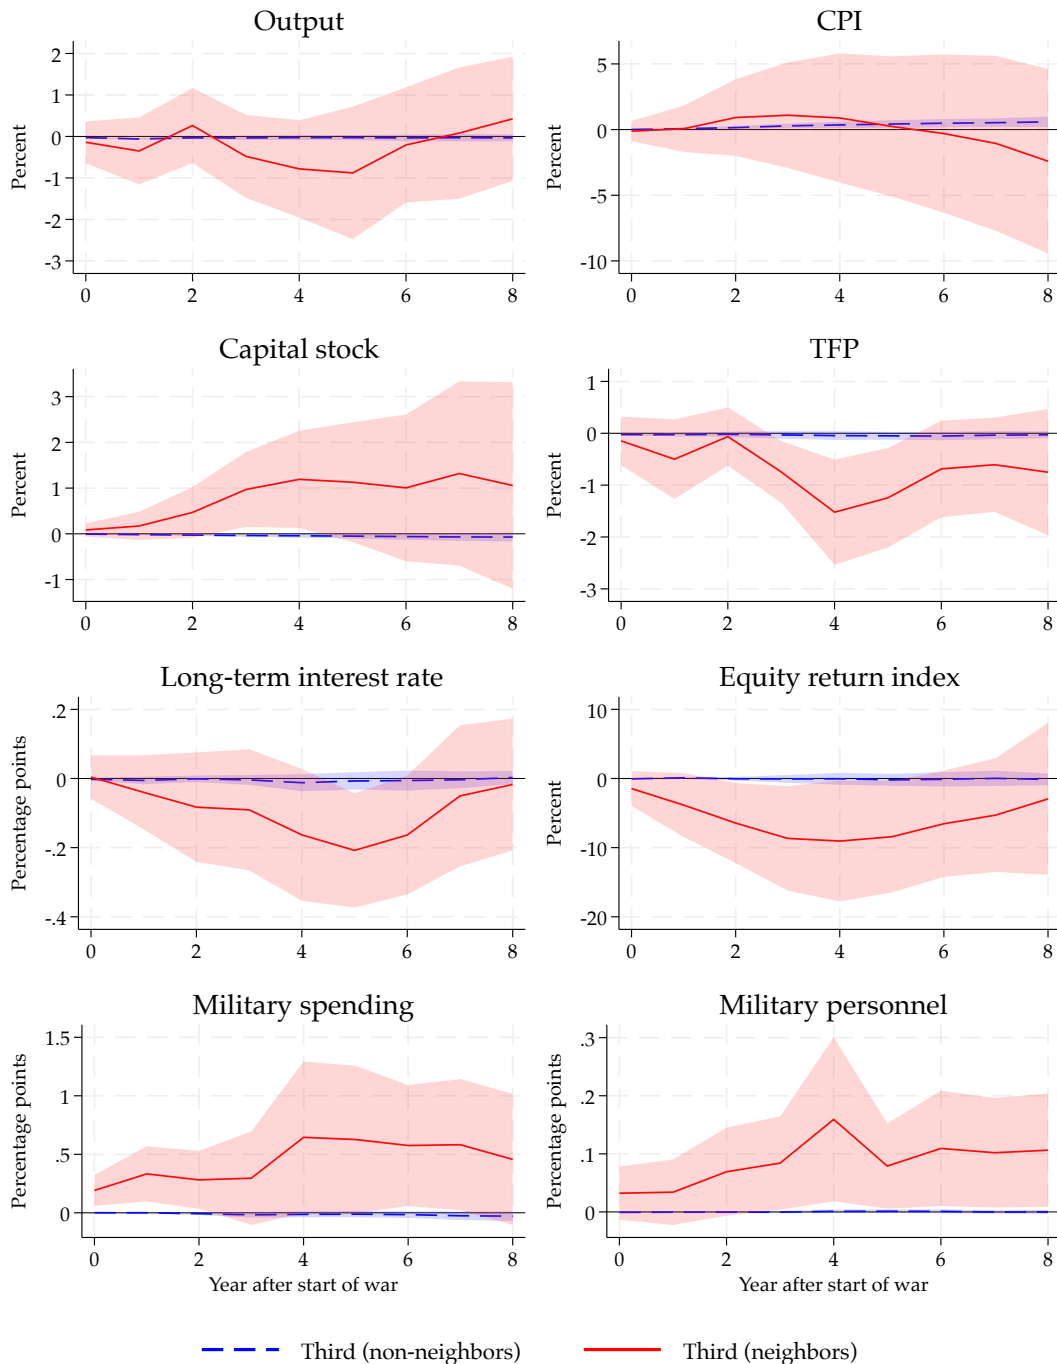 Output
Percent
2
1
0
-1
-2
-3
0 2 4 6 8
CPI
Percent
5
0
-5
-10
0 2 4 6 8
Capital stock
Percent
3
2
1
0
-1
0 2 4 6 8
TFP
Percent
1
0
-1
-2
-3
0 2 4 6 8
Long-term interest rate
Percentage points
.2
0
-.2
-.4
0 2 4 6 8
Equity return index
Percent
10
0
-10
-20
0 2 4 6 8
Military spending
Percentage points
1.5
1
.5
0
0 2 4 6 8
Year after start of war
Military personnel
Percentage points
.3
.2
.1
0
0 2 4 6 8
Year after start of war
Third (non-neighbors) Third (neighbors)